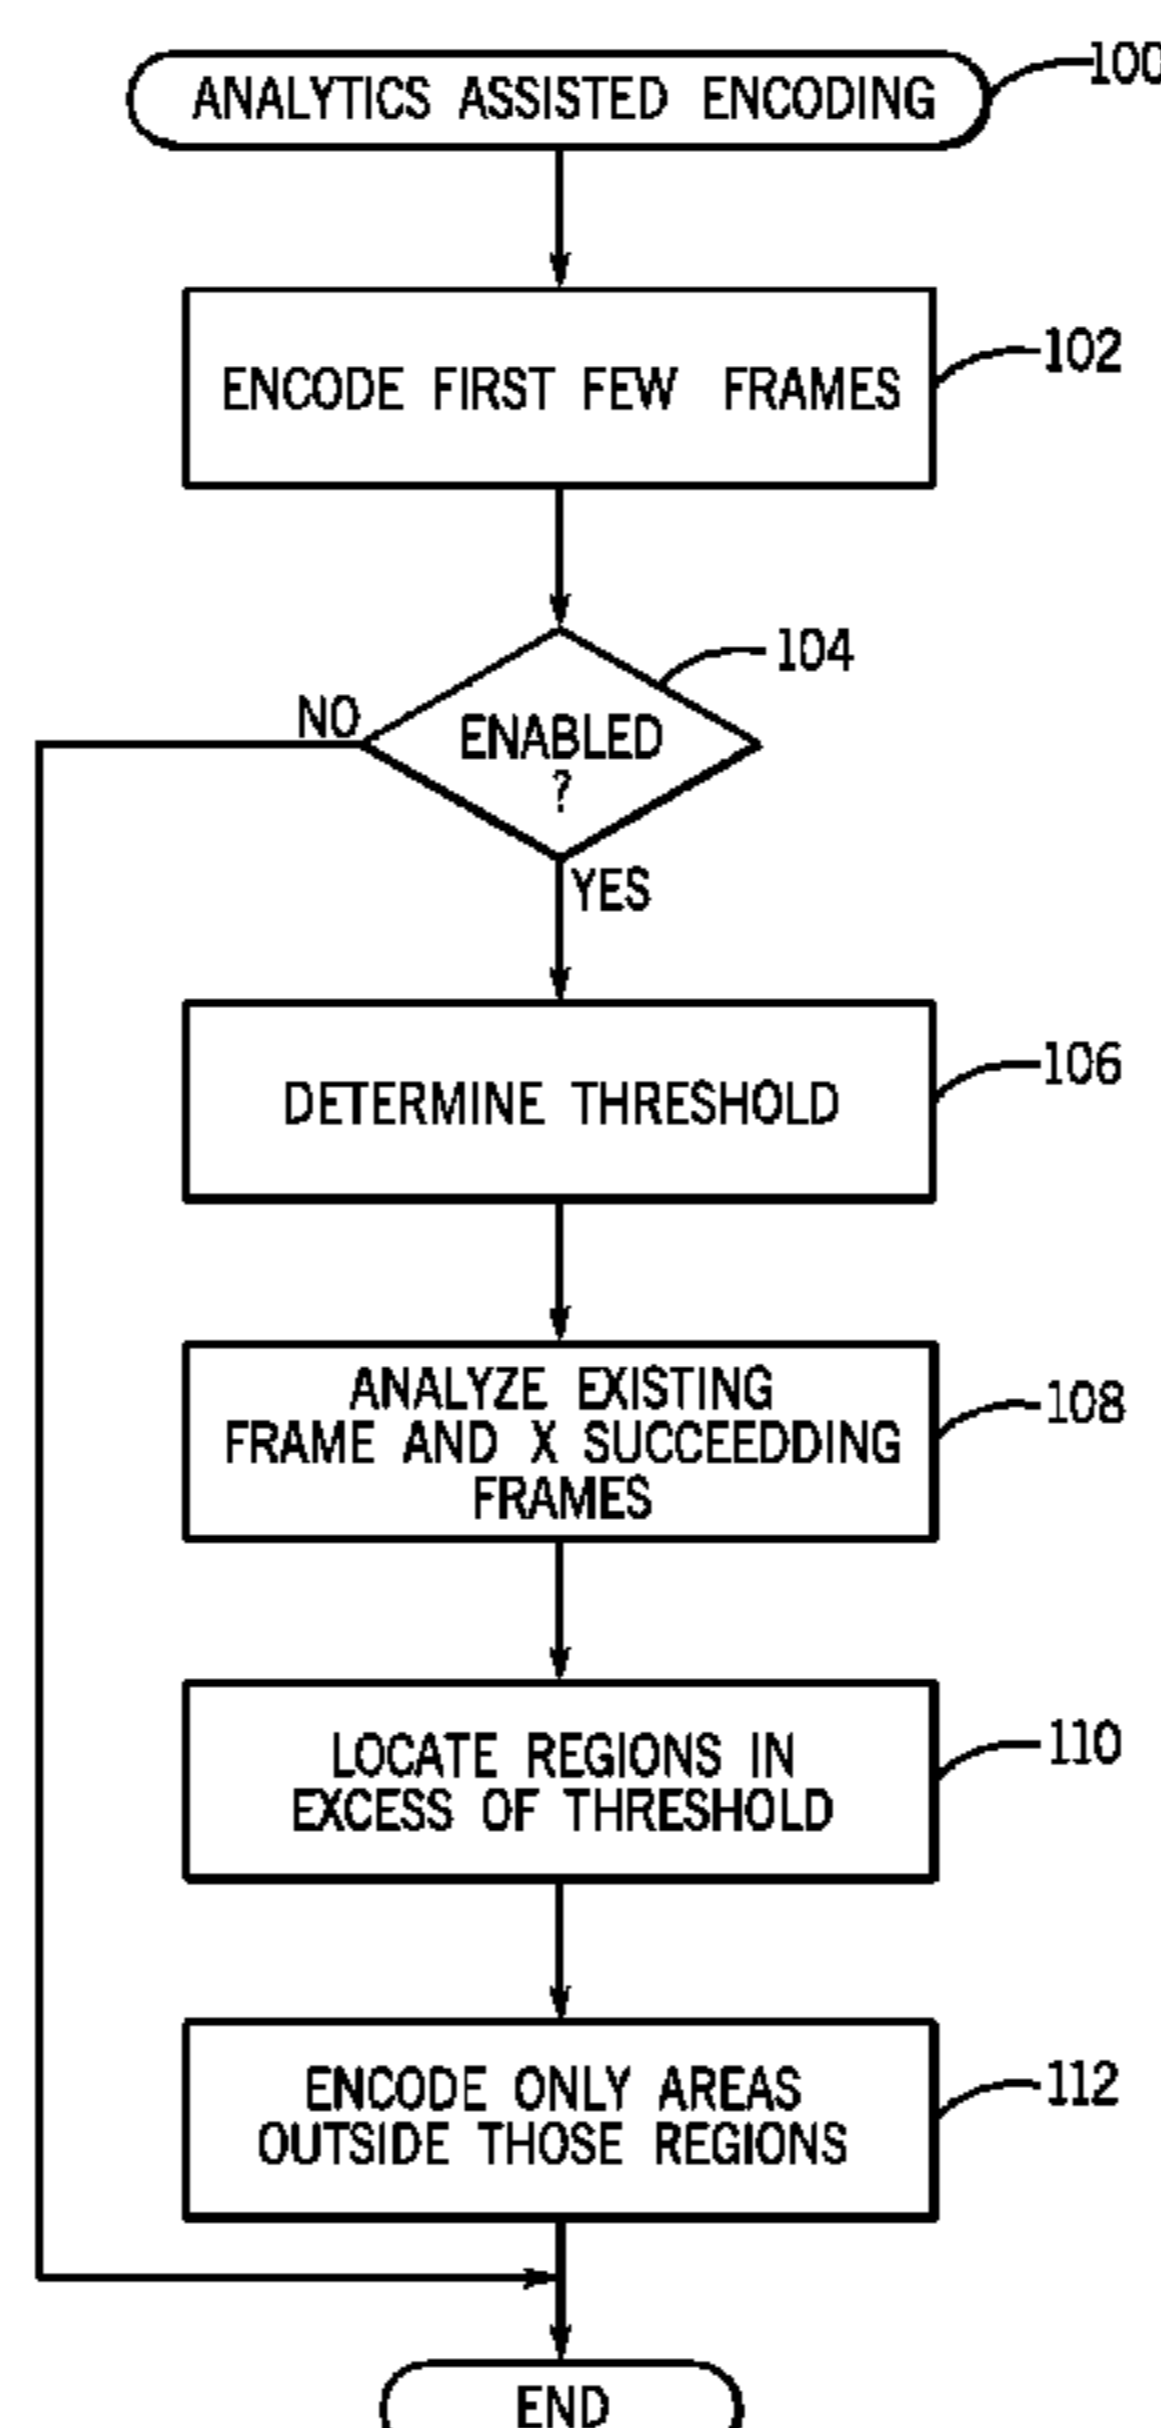 100
ANALYTICS ASSISTED ENCODING
102
ENCODE FIRST FEW FRAMES
104
NO
ENABLED
?
YES
106
DETERMINE THRESHOLD
108
ANALYZE EXISTING
FRAME AND X SUCCEEDDING
FRAMES
110
LOCATE REGIONS IN
EXCESS OF THRESHOLD
112
ENCODE ONLY AREAS
OUTSIDE THOSE REGIONS
END